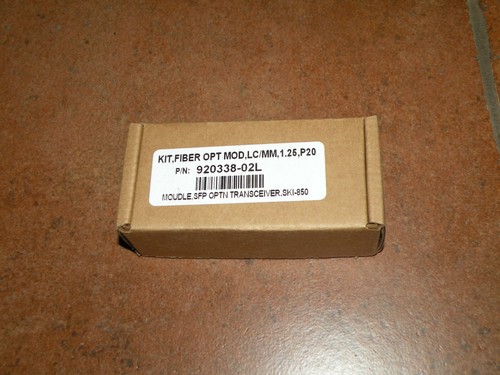 KIT,FIBER OPT MOD,LC/MM,1.25,P20
P/N: 920338-02L
MOUDLE,SFP OPTN TRANSCEIVER,SKI-850